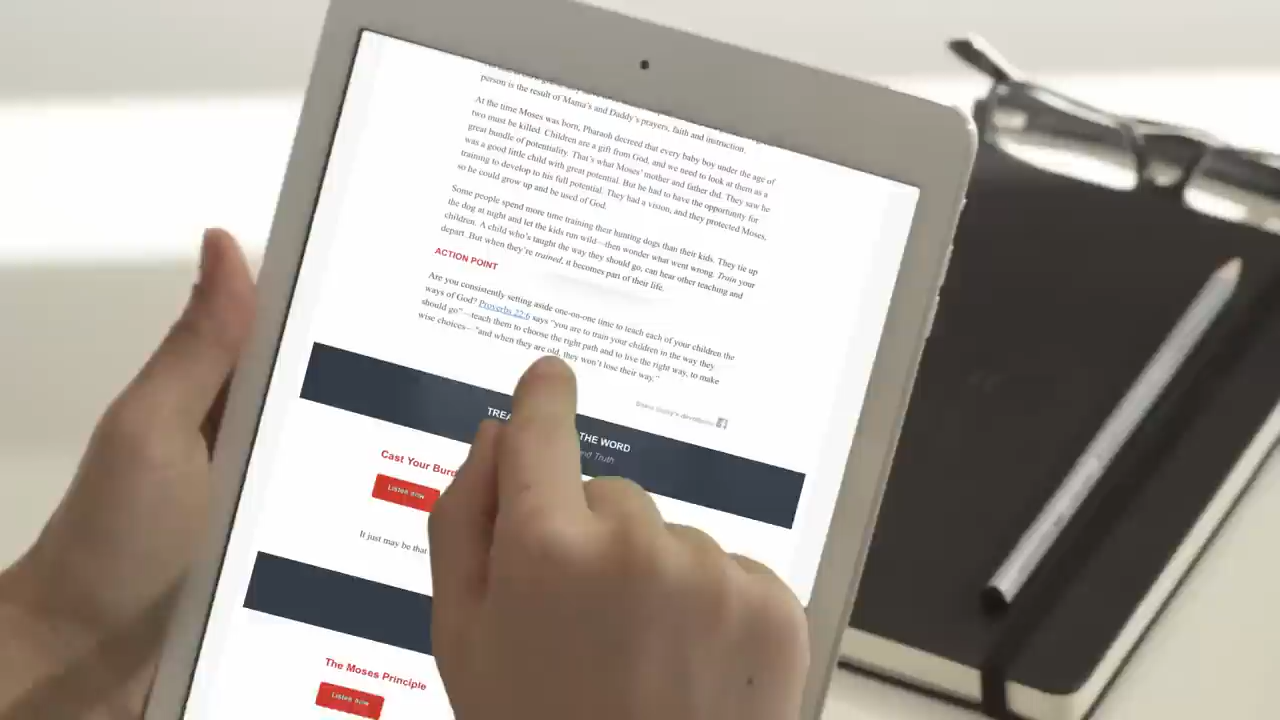 person is the result of Mama's and Daddy's prayers, faith and instruction.
At the time Moses was born, Pharaoh decreed that every baby boy under the age of
two must be killed. Children are a gift from God, and we need to look at them as a
great bundle of potentiality. That's what Moses' mother and father did. They saw he
was a good little child with great potential. But he had to have the opportunity for
training to develop to his full potential. They had a vision, and they protected Moses,
so he could grow up and be used of God.
Some people spend more time training their hunting dogs than their kids. They tie up
the dog at night and let the kids run wild—then wonder what went wrong. Train your
children. A child who's taught the way they should go, can hear other teaching and
depart. But when they're trained, it becomes part of their life.
ACTION POINT
Are you consistently setting aside one-on-one time to teach each of your children the
ways of God? Proverbs 22:6 says "you are to train your children in the way they
should go"—teach them to choose the right path and to live the right way, to make
wise choices– "and when they are old, they won't lose their way."
Share today's devotional
THE WORD
and Truth
Cast Your
Listen now
It just may be that
The Moses Principle
Listen now